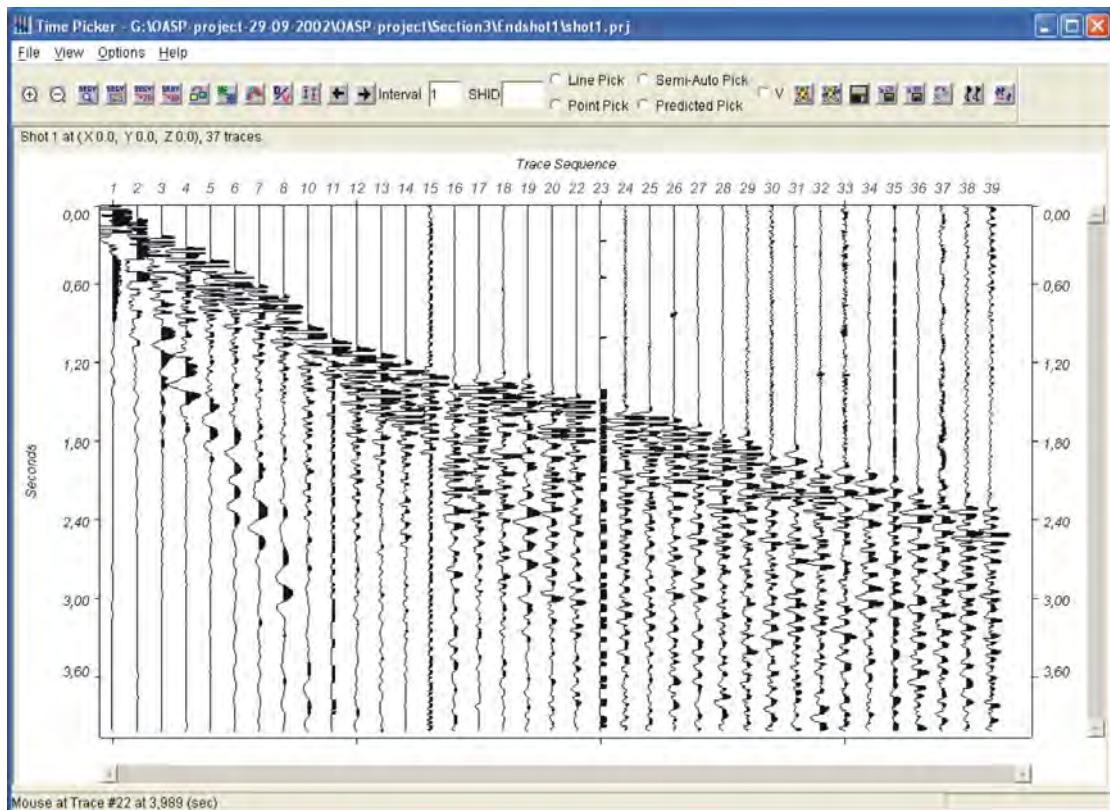 Time Picker - G:\OASP-project-29-09-2002\OASP-project\Section3\Endshot1\shot1.prj
File View Options Help
Interval 1 SHID Line Pick Semi-Auto Pick V
Point Pick Predicted Pick
Shot 1 at (X 0.0, Y 0.0, Z 0.0), 37 traces.
Trace Sequence
1 2 3 4 5 6 7 8 10 11 12 13 14 15 16 17 18 19 20 22 23 24 25 26 27 28 29 30 31 32 33 34 35 36 37 38 39
0,00 0,00
0,60 0,60
1,20 1,20
1,80 1,80
Seconds
2,40 2,40
3,00 3,00
3,60 3,60
Mouse at Trace #22 at 3,989 (sec)